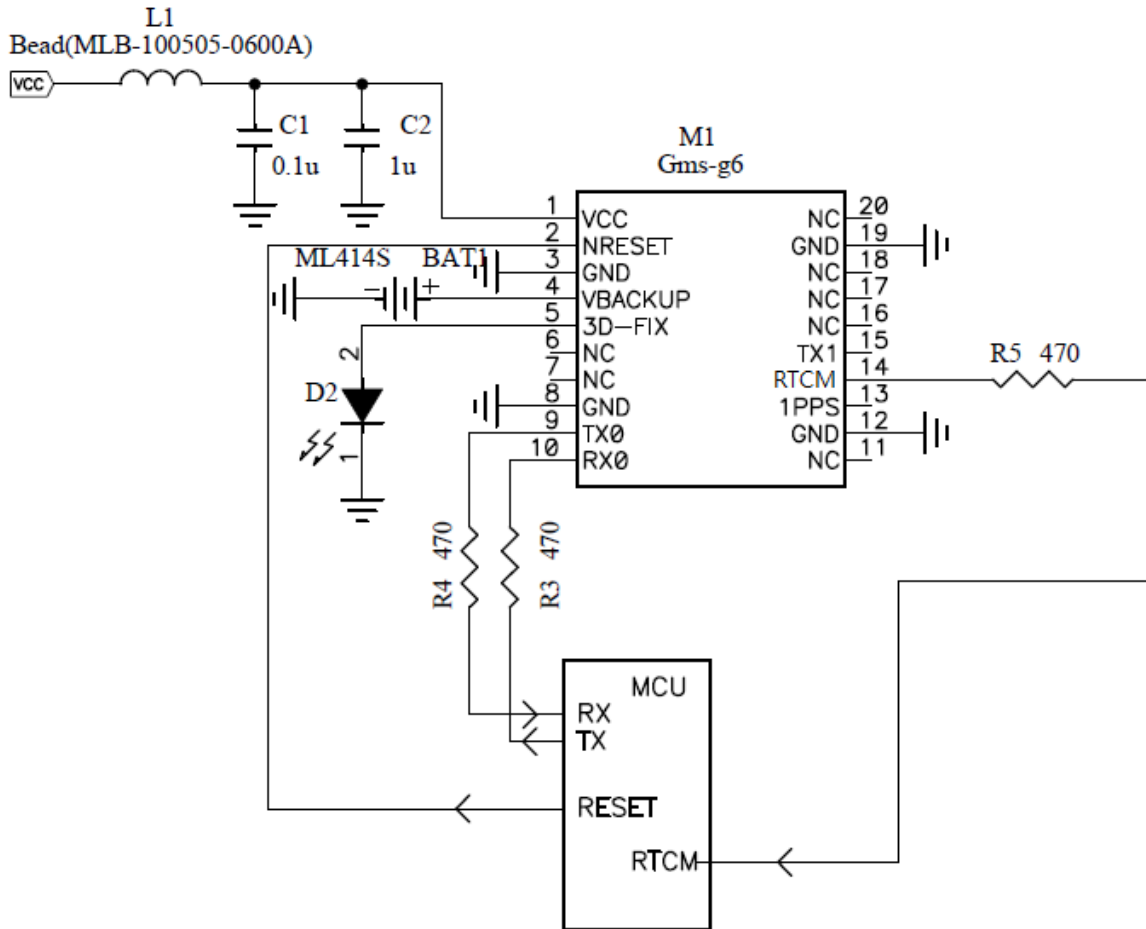 L1
Bead(MLB-100505-0600A)
VCC
C1
0.1u
C2
1u
M1
Gms-g6
1 VCC
2 NRESET
3 GND
4 VBACKUP
5 3D-FIX
6 NC
7 NC
8 GND
9 TX0
10 RX0
NC 20
GND 19
NC 18
NC 17
NC 16
TX1 15
RTCM 14
1PPS 13
GND 12
NC 11
ML414S BAT1
- +
R5 470
2
D2
1
R4 470
R3 470
MCU
RX
TX
RESET
RTCM